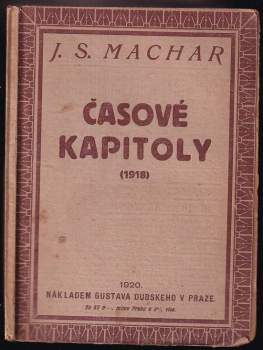 J. S. MACHAR
ČASOVÉ
KAPITOLY
(1918)
1920.
NÁKLADEM GUSTAVA DUBSKÉHO V PRAZE.